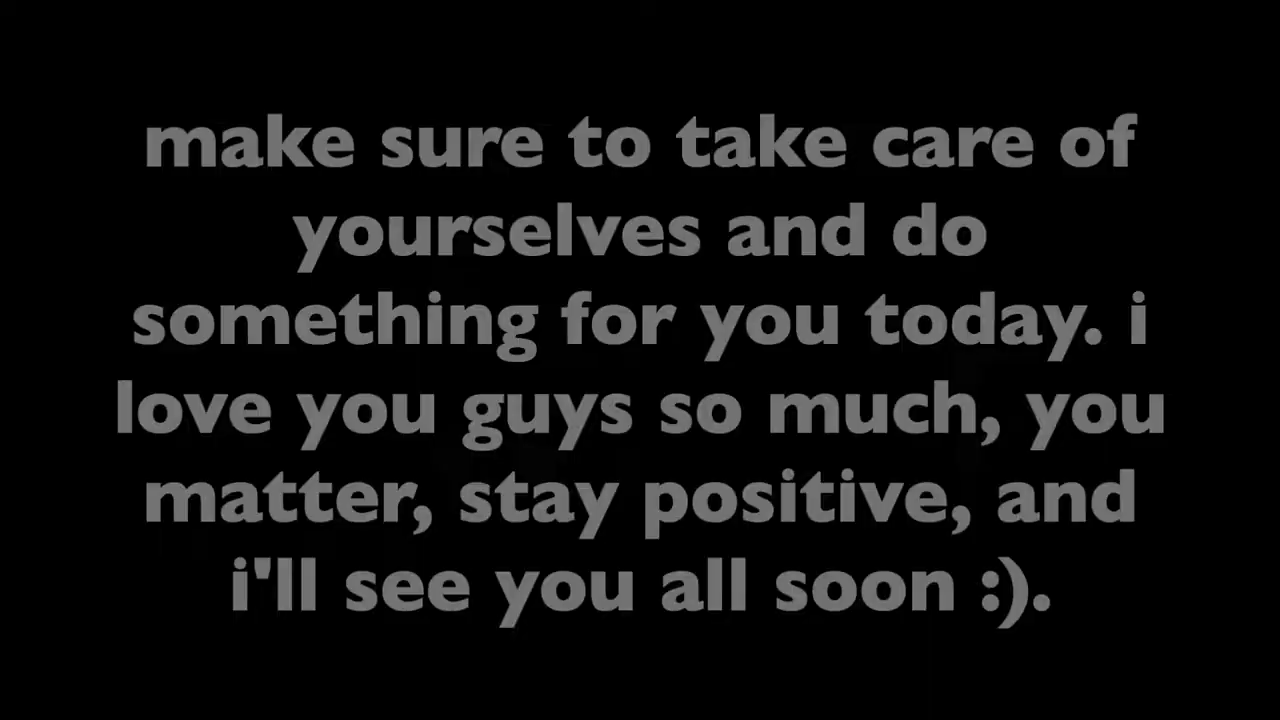 make sure to take care of
yourselves and do
something for you today. i
love you guys so much, you
matter, stay positive, and
i'll see you all soon :).